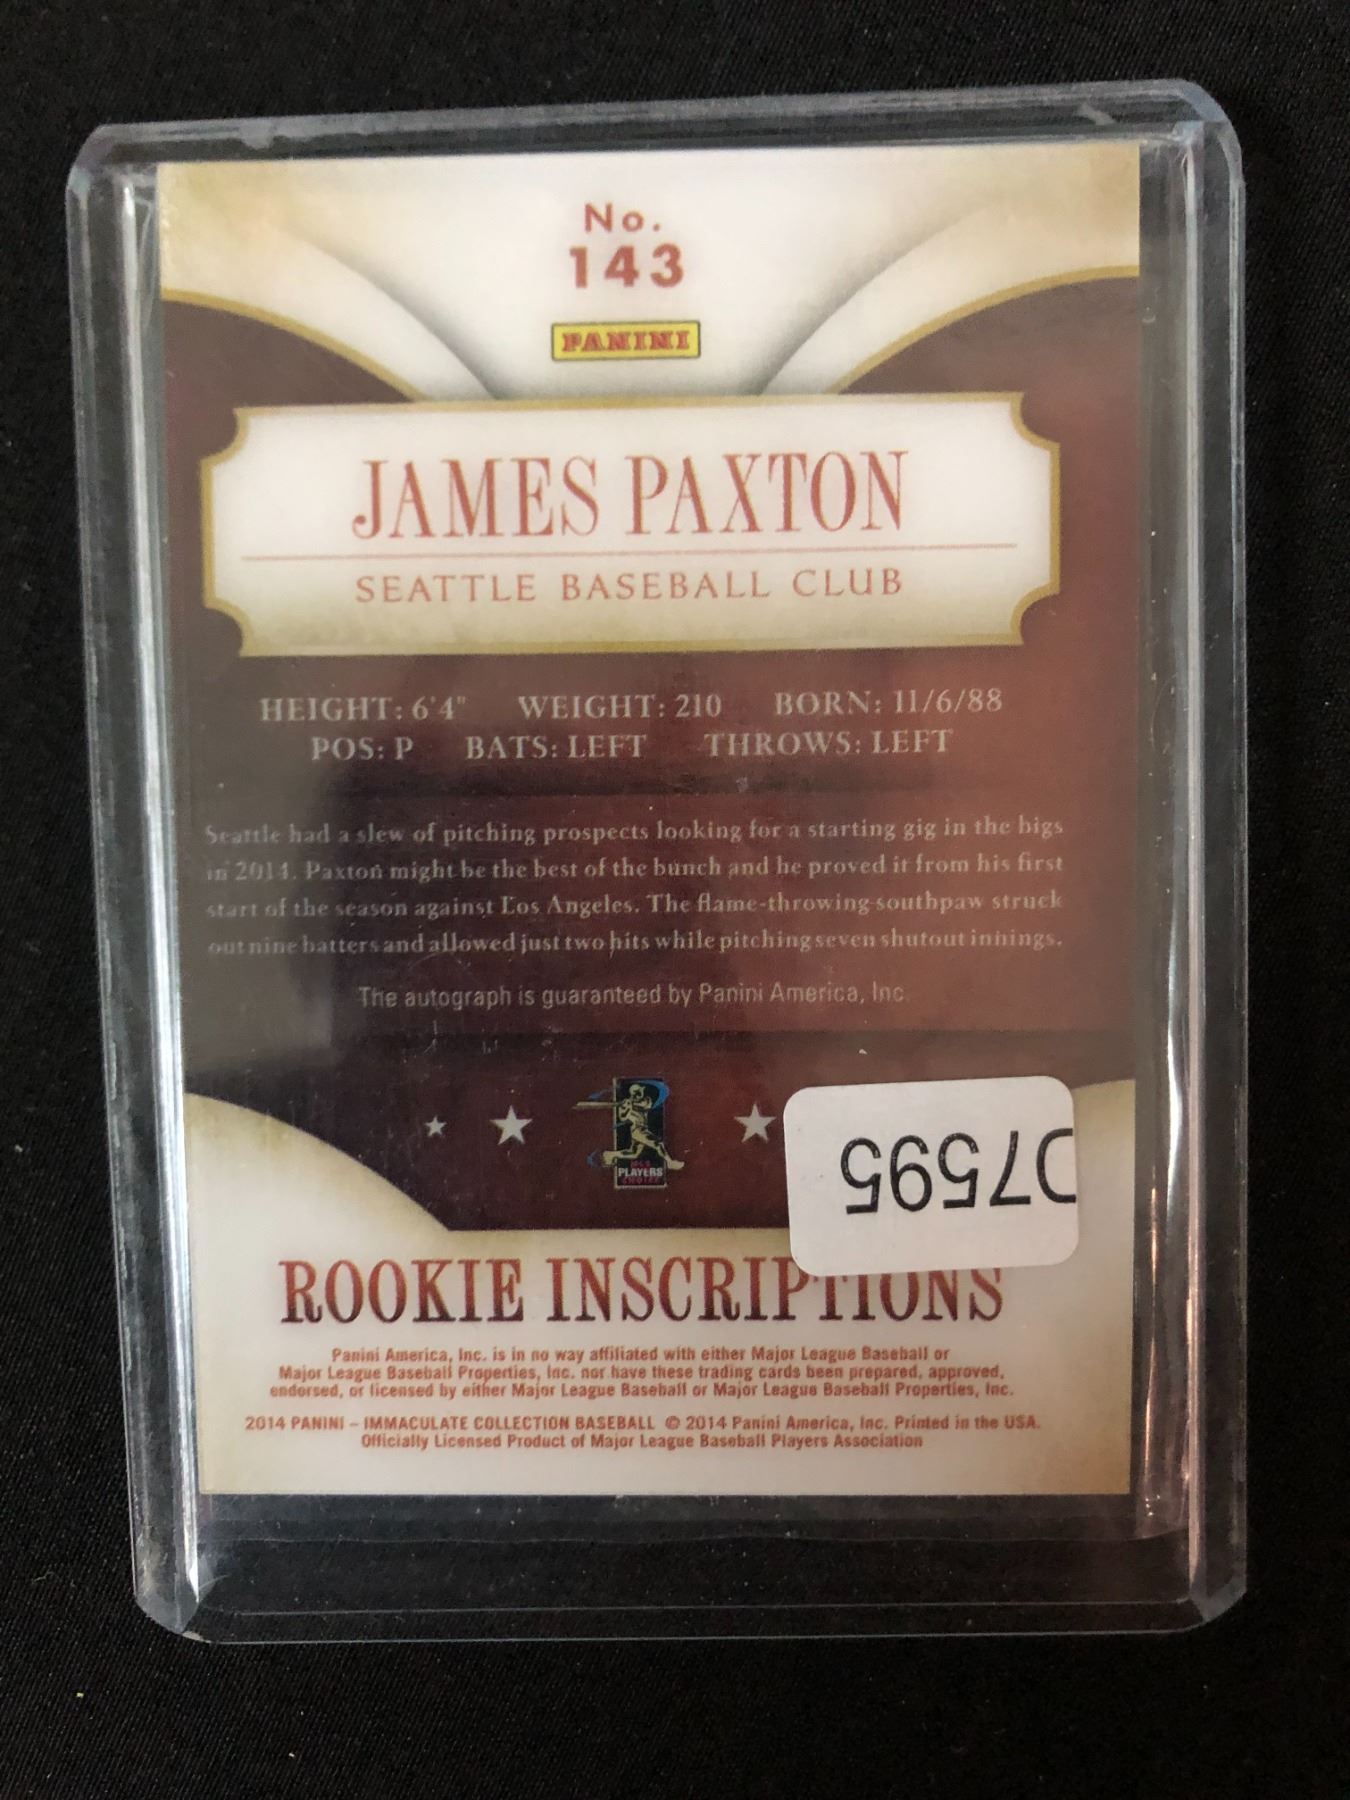 No.
143
PANINI
JAMES PAXTON
SEATTLE BASEBALL CLUB
HEIGHT: 6'4" WEIGHT: 210 BORN: 11/6/88
POS: P BATS: LEFT THROWS: LEFT
Seattle had a slew of pitching prospects looking for a starting gig in the bigs
in 2014. Paxton might be the best of the bunch and he proved it from his first
start of the season against Los Angeles. The flame-throwing southpaw struck
out nine batters and allowed just two hits while pitching seven shutout innings.
The autograph is guaranteed by Panini America, Inc.
PLAYERS
CHOICE
D7595
ROOKIE INSCRIPTIONS
Panini America, Inc. is in no way affiliated with either Major League Baseball or
Major League Baseball Properties, Inc. nor have these trading cards been prepared, approved,
endorsed, or licensed by either Major League Baseball or Major League Baseball Properties, Inc.
2014 PANINI – IMMACULATE COLLECTION BASEBALL © 2014 Panini America, Inc. Printed in the USA.
Officially Licensed Product of Major League Baseball Players Association